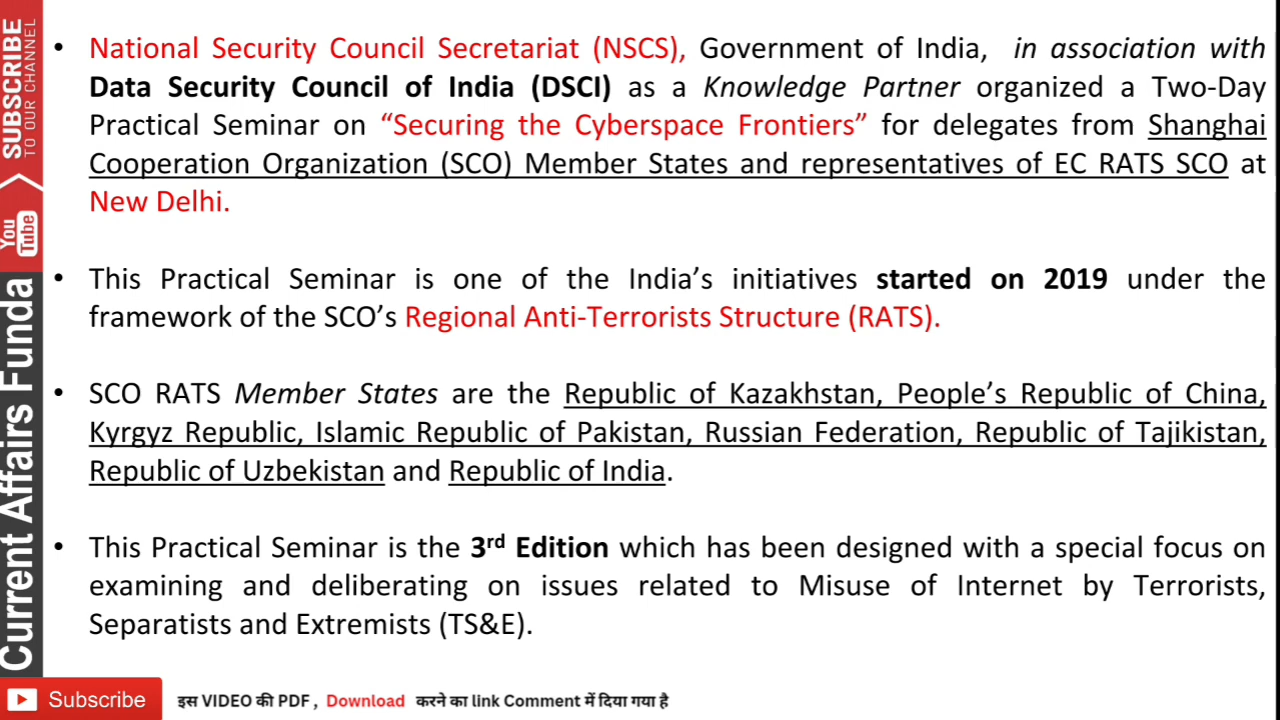 • National Security Council Secretariat (NSCS), Government of India, in association with
Data Security Council of India (DSCI) as a Knowledge Partner organized a Two-Day
Practical Seminar on “Securing the Cyberspace Frontiers” for delegates from Shanghai
Cooperation Organization (SCO) Member States and representatives of EC RATS SCO at
New Delhi.
• This Practical Seminar is one of the India’s initiatives started on 2019 under the
framework of the SCO’s Regional Anti-Terrorists Structure (RATS).
• SCO RATS Member States are the Republic of Kazakhstan, People’s Republic of China,
Kyrgyz Republic, Islamic Republic of Pakistan, Russian Federation, Republic of Tajikistan,
Republic of Uzbekistan and Republic of India.
• This Practical Seminar is the 3rd Edition which has been designed with a special focus on
examining and deliberating on issues related to Misuse of Internet by Terrorists,
Separatists and Extremists (TS&E).
SUBSCRIBE
TO OUR CHANNEL
You
Tube
Current Affairs Funda
Subscribe
इस VIDEO की PDF , Download करने का link Comment में दिया गया है